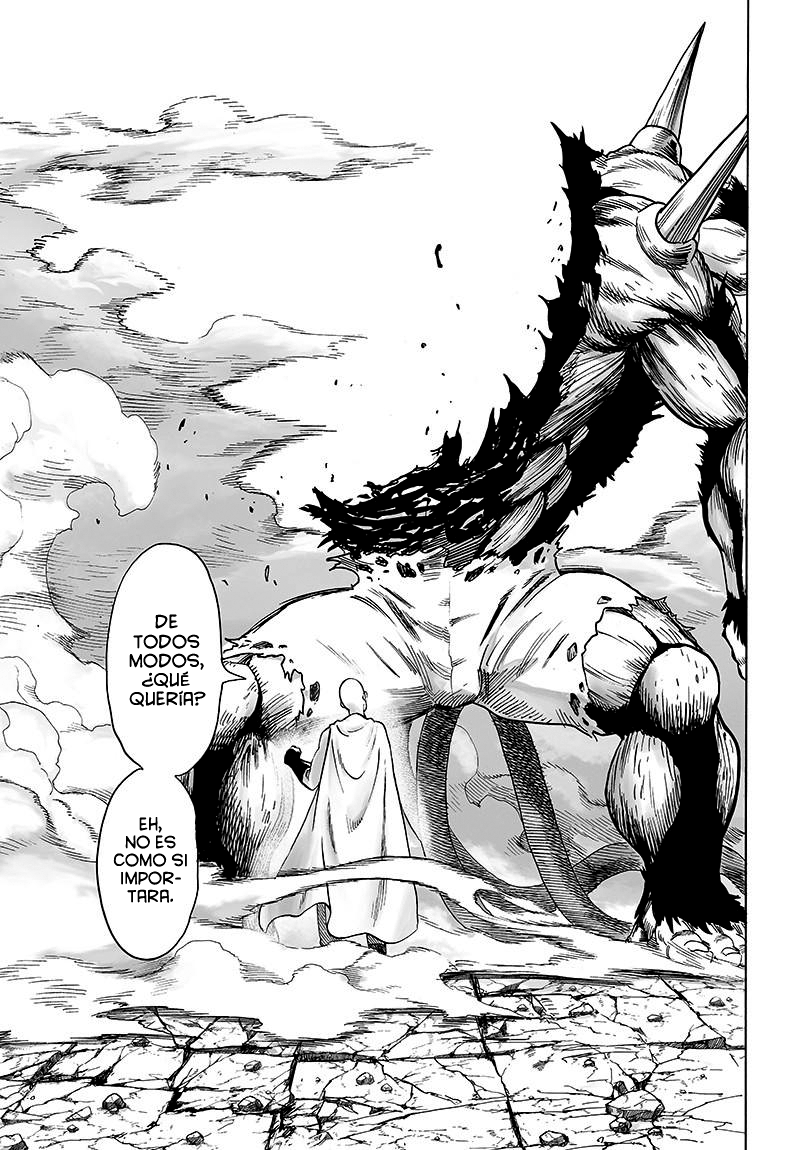 DE
TODOS
MODOS,
¿QUÉ
QUERÍA?
EH,
NO ES
COMO SI
IMPOR-
TARA.